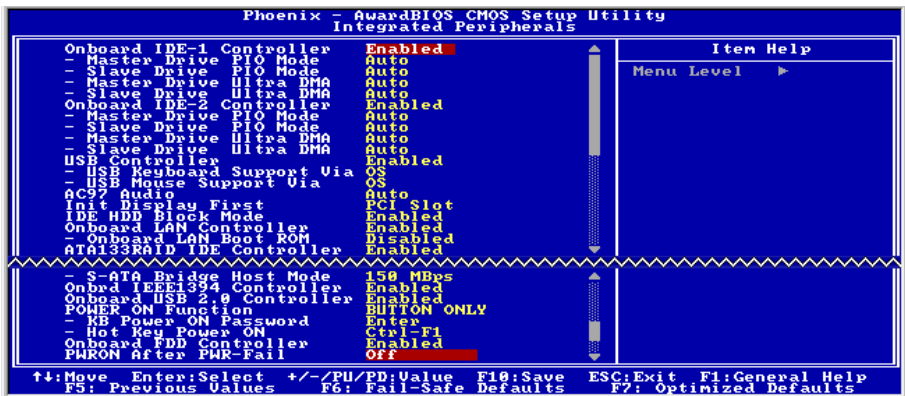 Phoenix - AwardBIOS CMOS Setup Utility
Integrated Peripherals
Onboard IDE-1 Controller Enabled
- Master Drive PIO Mode Auto
- Slave Drive PIO Mode Auto
- Master Drive Ultra DMA Auto
- Slave Drive Ultra DMA Auto
Onboard IDE-2 Controller Enabled
- Master Drive PIO Mode Auto
- Slave Drive PIO Mode Auto
- Master Drive Ultra DMA Auto
- Slave Drive Ultra DMA Auto
USB Controller Enabled
- USB Keyboard Support Via OS
- USB Mouse Support Via OS
AC97 Audio Auto
Init Display First PCI Slot
IDE HDD Block Mode Enabled
Onboard LAN Controller Enabled
- Onboard LAN Boot ROM Disabled
ATA133RAID IDE Controller Enabled
Item Help
Menu Level ▶
- S-ATA Bridge Host Mode 150 MBps
Onbrd IEEE1394 Controller Enabled
Onboard USB 2.0 Controller Enabled
POWER ON Function BUTTON ONLY
- KB Power ON Password Enter
- Hot Key Power ON Ctrl-F1
Onboard FDD Controller Enabled
PWRON After PWR-Fail Off
↑↓:Move Enter:Select +/-/PU/PD:Value F10:Save ESC:Exit F1:General Help
F5: Previous Values F6: Fail-Safe Defaults F7: Optimized Defaults